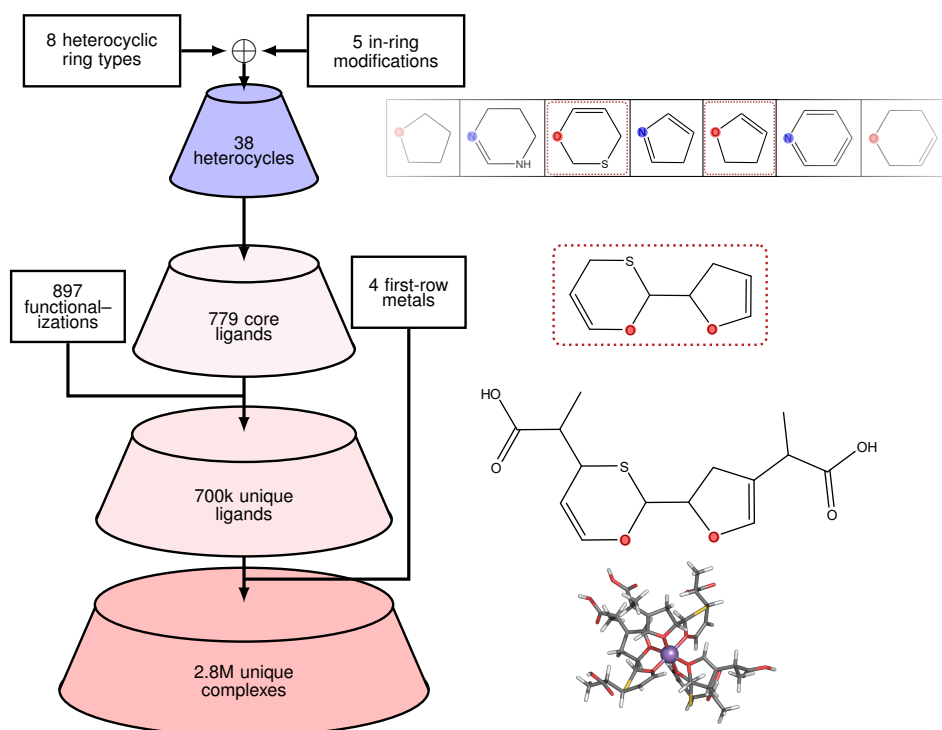 8 heterocyclic
ring types
5 in-ring
modifications
38
heterocycles
O
N
NH
O
S
N
O
N
O
897
functional–
izations
4 first-row
metals
779 core
ligands
S
O
O
700k unique
ligands
HO
O
S
O
O
OH
O
2.8M unique
complexes